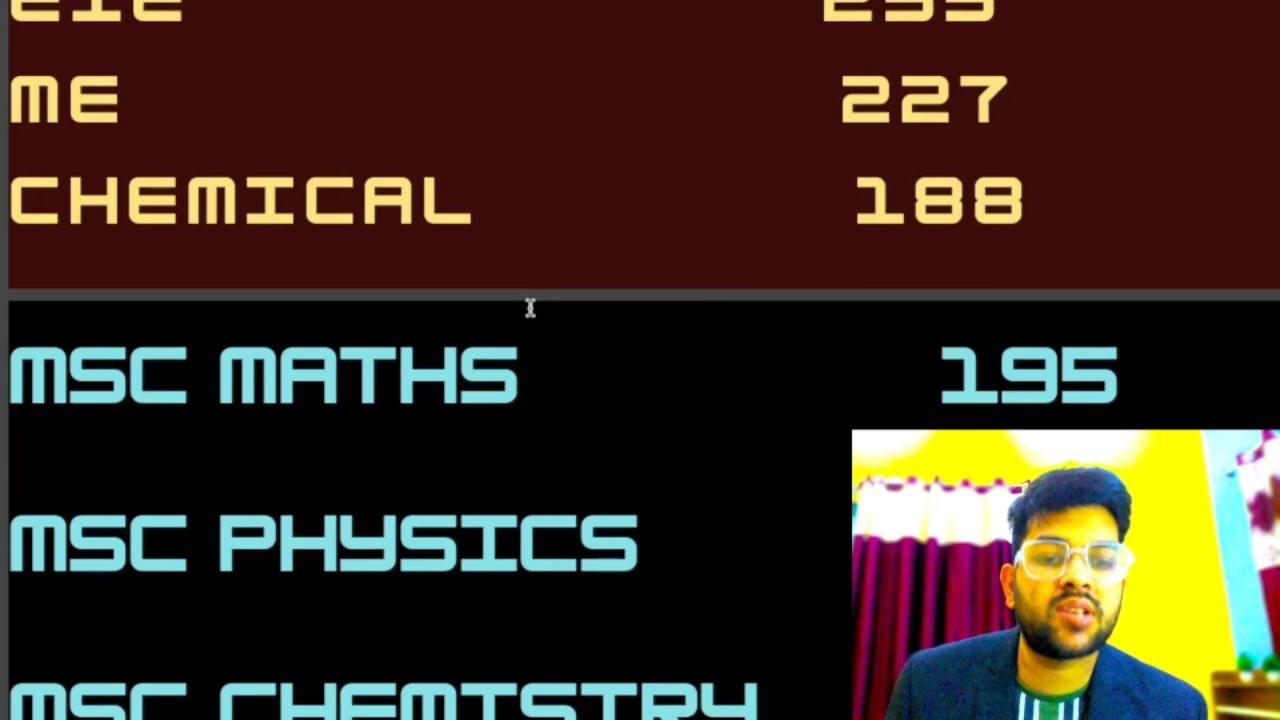 ME 227
CHEMICAL 188
MSC MATHS 195
MSC PHYSICS
MSC CHEMISTRY